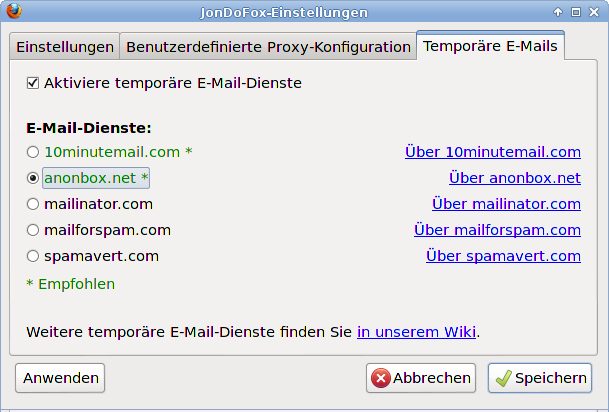 JonDoFox-Einstellungen
Einstellungen Benutzerdefinierte Proxy-Konfiguration Temporäre E-Mails
Aktiviere temporäre E-Mail-Dienste
E-Mail-Dienste:
10minutemail.com * Über 10minutemail.com
anonbox.net * Über anonbox.net
mailinator.com Über mailinator.com
mailforspam.com Über mailforspam.com
spamavert.com Über spamavert.com
* Empfohlen
Weitere temporäre E-Mail-Dienste finden Sie in unserem Wiki.
Anwenden Abbrechen Speichern